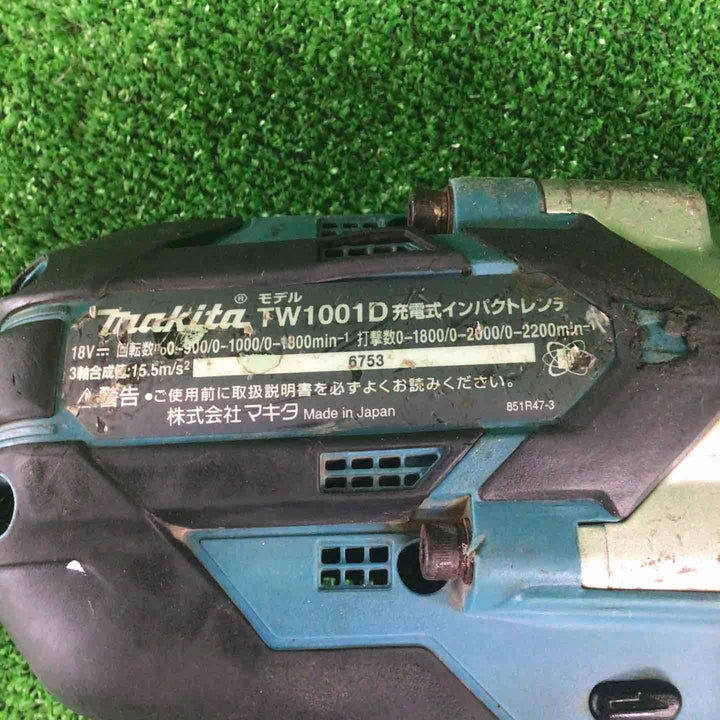 makita® モデル TW1001D 充電式インパクトレンチ
18V⎓ 回転数0-900/0-1000/0-1800min-1 打撃数0-1800/0-2000/0-2200min-1
3軸合成値:15.5m/s2 6753
⚠警告 ●ご使用前に取扱説明書を必ずよくお読みください。
株式会社 マキタ Made in Japan 851R47-3